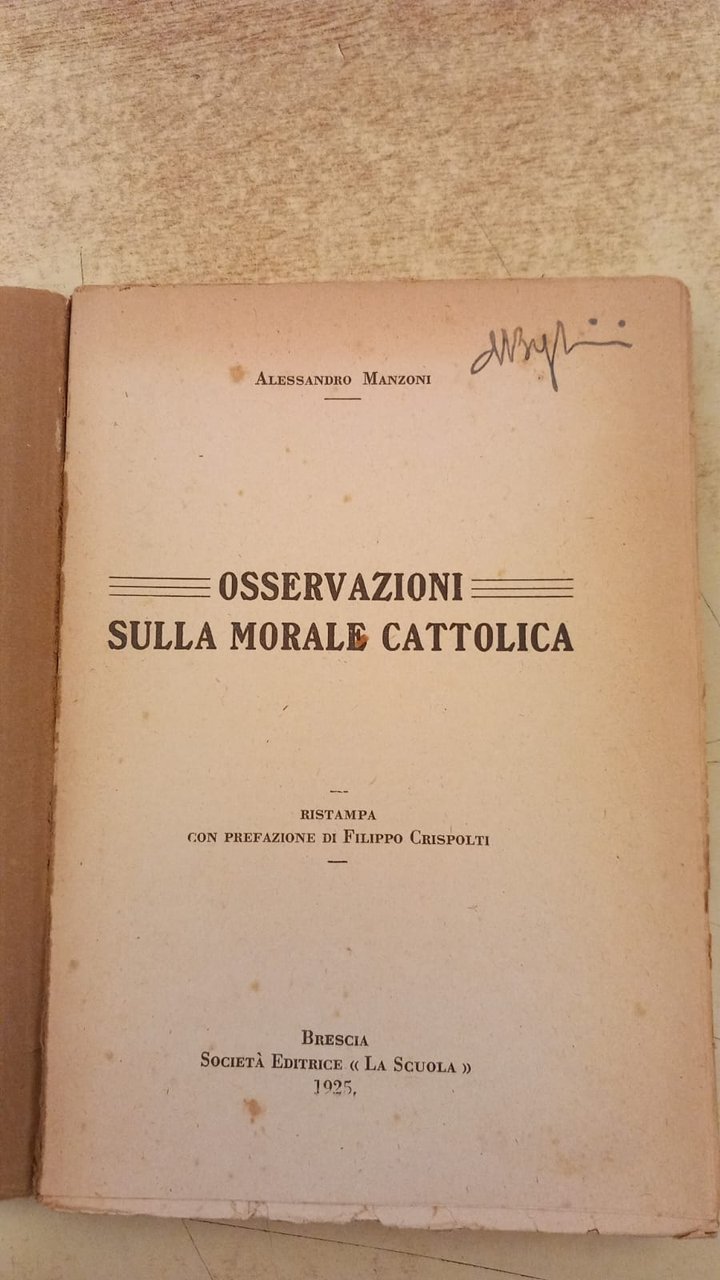 Alessandro Manzoni
OSSERVAZIONI
SULLA MORALE CATTOLICA
RISTAMPA
CON PREFAZIONE DI FILIPPO CRISPOLTI
BRESCIA
SOCIETÀ EDITRICE « LA SCUOLA »
1925.